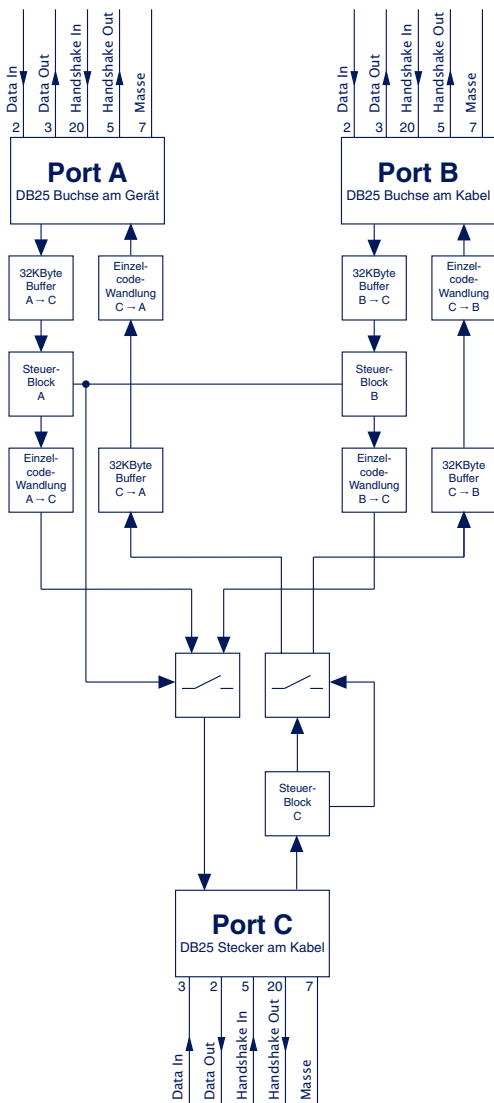 Data In
Data Out
Handshake In
Handshake Out
Masse
2
3
20
5
7
Port A
DB25 Buchse am Gerät
Data In
Data Out
Handshake In
Handshake Out
Masse
2
3
20
5
7
Port B
DB25 Buchse am Kabel
32KByte
Buffer
A → C
Einzel-
code-
Wandlung
C → A
32KByte
Buffer
B → C
Einzel-
code-
Wandlung
C → B
Steuer-
Block
A
Steuer-
Block
B
Einzel-
code-
Wandlung
A → C
32KByte
Buffer
C → A
Einzel-
code-
Wandlung
B → C
32KByte
Buffer
C → B
Steuer-
Block
C
Port C
DB25 Stecker am Kabel
3
2
5
20
7
Data In
Data Out
Handshake In
Handshake Out
Masse